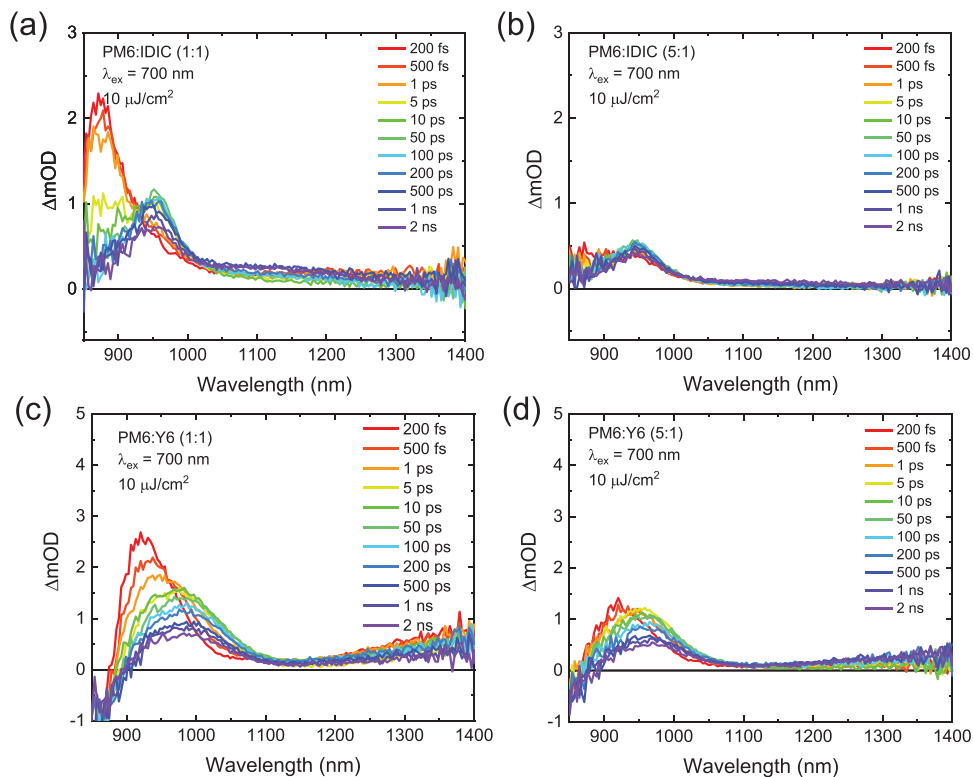 (a)
PM6:IDIC (1:1)
λex = 700 nm
10 μJ/cm²
200 fs
500 fs
1 ps
5 ps
10 ps
50 ps
100 ps
200 ps
500 ps
1 ns
2 ns
3
2
1
0
ΔmOD
900 1000 1100 1200 1300 1400
Wavelength (nm)
(b)
PM6:IDIC (5:1)
λex = 700 nm
10 μJ/cm²
200 fs
500 fs
1 ps
5 ps
10 ps
50 ps
100 ps
200 ps
500 ps
1 ns
2 ns
3
2
1
0
ΔmOD
900 1000 1100 1200 1300 1400
Wavelength (nm)
(c)
PM6:Y6 (1:1)
λex = 700 nm
10 μJ/cm²
200 fs
500 fs
1 ps
5 ps
10 ps
50 ps
100 ps
200 ps
500 ps
1 ns
2 ns
5
4
3
2
1
0
-1
ΔmOD
900 1000 1100 1200 1300 1400
Wavelength (nm)
(d)
PM6:Y6 (5:1)
λex = 700 nm
10 μJ/cm²
200 fs
500 fs
1 ps
5 ps
10 ps
50 ps
100 ps
200 ps
500 ps
1 ns
2 ns
5
4
3
2
1
0
-1
ΔmOD
900 1000 1100 1200 1300 1400
Wavelength (nm)